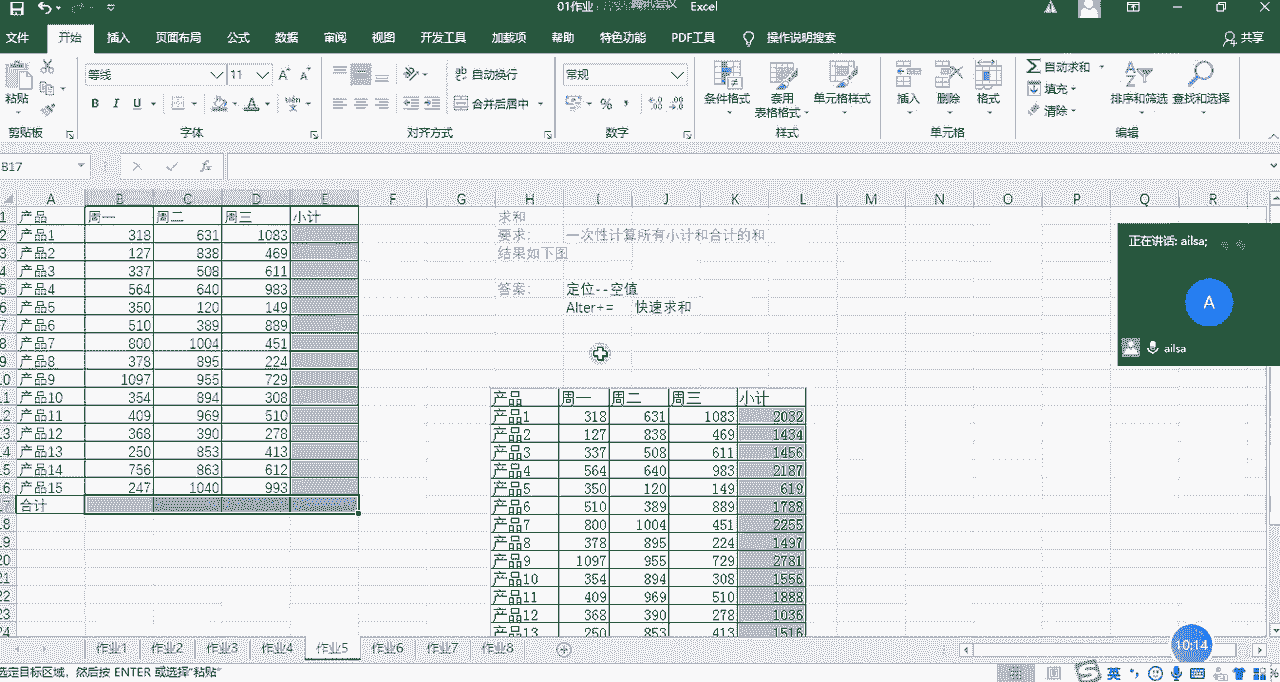 01作业 Excel
文件 开始 插入 页面布局 公式 数据 审阅 视图 开发工具 加载项 帮助 特色功能 PDF工具 操作说明搜索 共享
等线 11 自动换行 常规 自动求和
粘贴 B I U 合并后居中 % 条件格式 套用 单元格样式 插入 删除 格式 填充 排序和筛选 查找和选择
表格格式 清除
剪贴板 字体 对齐方式 数字 样式 单元格 编辑
B17 fx
A B C D E F G H I J K L M N O P Q R
1 产品 周一 周二 周三 小计 求和
2 产品1 318 631 1083 要求: 一次性计算所有小计和合计的和
3 产品2 127 838 469 结果如下图
4 产品3 337 508 611
5 产品4 564 640 983 答案: 定位--空值
6 产品5 350 120 149 Alter+= 快速求和
7 产品6 510 389 889
8 产品7 800 1004 451
9 产品8 378 895 224
10 产品9 1097 955 729
11 产品10 354 894 308 产品 周一 周二 周三 小计
12 产品11 409 969 510 产品1 318 631 1083 2032
13 产品12 368 390 278 产品2 127 838 469 1434
14 产品13 250 853 413 产品3 337 508 611 1456
15 产品14 756 863 612 产品4 564 640 983 2187
16 产品15 247 1040 993 产品5 350 120 149 619
合计 产品6 510 389 889 1788
18 产品7 800 1004 451 2255
19 产品8 378 895 224 1497
20 产品9 1097 955 729 2781
21 产品10 354 894 308 1556
22 产品11 409 969 510 1888
23 产品12 368 390 278 1036
24 产品13 250 853 413 1516
正在讲话: ailsa;
A
ailsa
作业1 作业2 作业3 作业4 作业5 作业6 作业7
10:14
选定目标区域，然后按 ENTER 或选择"粘贴"
英